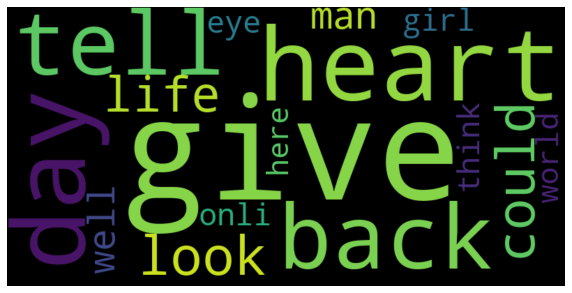 tell
eye
man
girl
heart
life
day
give
here
think
world
could
well
onli
look
back